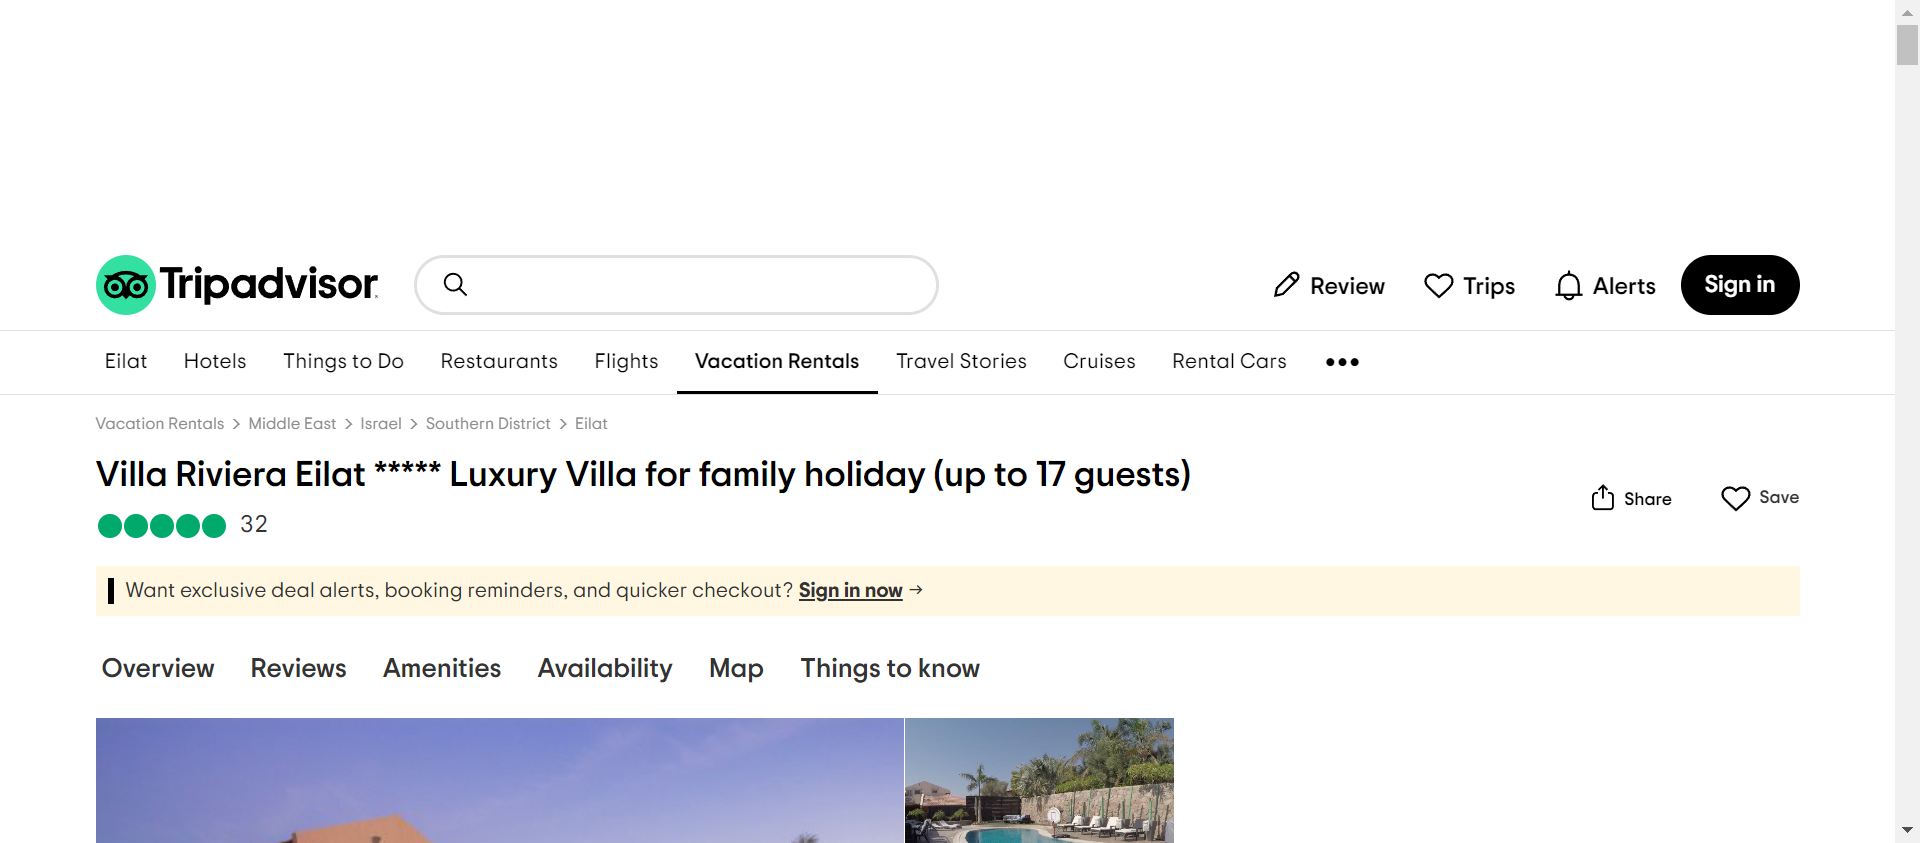 Tripadvisor
Review
Trips
Alerts
Sign in
Eilat
Hotels
Things to Do
Restaurants
Flights
Vacation Rentals
Travel Stories
Cruises
Rental Cars
Vacation Rentals > Middle East > Israel > Southern District > Eilat
Villa Riviera Eilat ***** Luxury Villa for family holiday (up to 17 guests)
32
Share
Save
Want exclusive deal alerts, booking reminders, and quicker checkout? Sign in now →
Overview
Reviews
Amenities
Availability
Map
Things to know